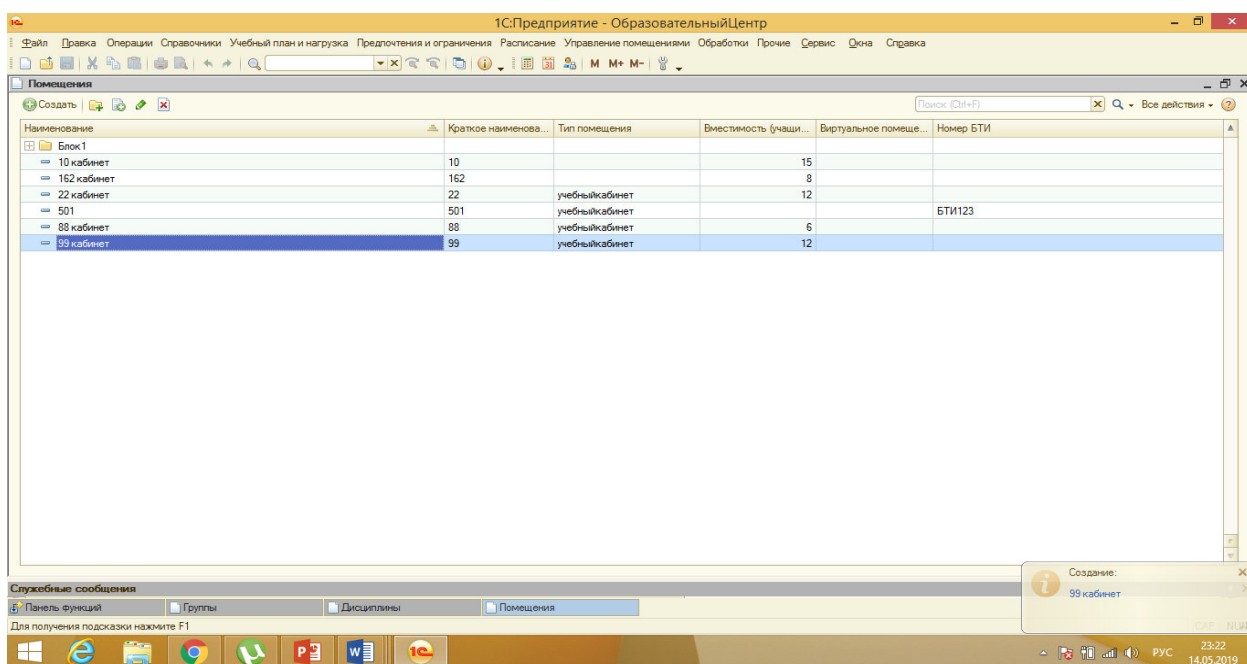 1С:Предприятие - ОбразовательныйЦентр
Файл Правка Операции Справочники Учебный план и нагрузка Предпочтения и ограничения Расписание Управление помещениями Обработки Прочие Сервис Окна Справка
M M+ M-
Помещения
Создать Поиск (Ctrl+F) Все действия
Наименование Краткое наименова... Тип помещения Вместимость (учащи... Виртуальное помеще... Номер БТИ
Блок1
10 кабинет 10 15
162 кабинет 162 8
22 кабинет 22 учебныйкабинет 12
501 501 учебныйкабинет БТИ123
88 кабинет 88 учебныйкабинет 6
99 кабинет 99 учебныйкабинет 12
Создание:
99 кабинет
Служебные сообщения
Панель функций Группы Дисциплины Помещения
Для получения подсказки нажмите F1 CAP NUM
РУС 23:22
14.05.2019